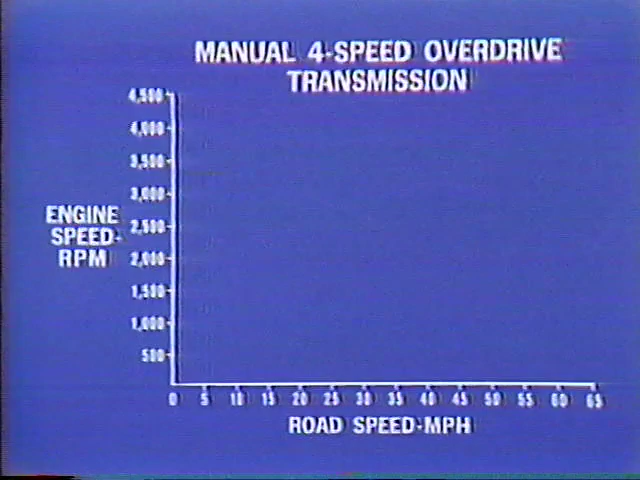 MANUAL 4-SPEED OVERDRIVE
TRANSMISSION
4,500
4,000
3,500
3,000
ENGINE
SPEED-
RPM
2,500
2,000
1,500
1,000
500
0 5 10 15 20 25 30 35 40 45 50 55 60 65
ROAD SPEED-MPH